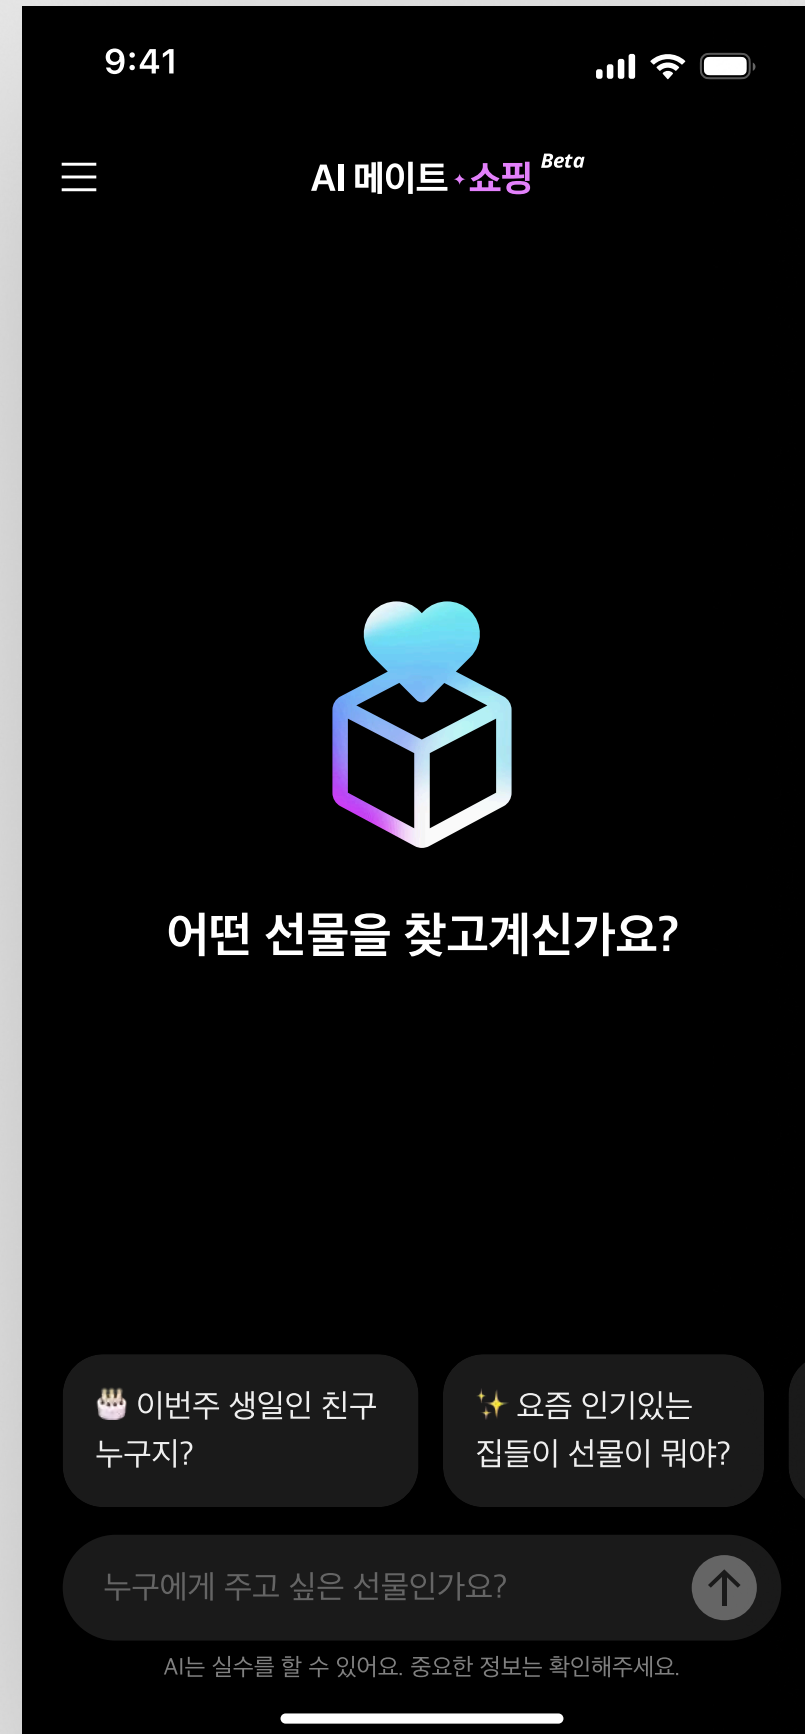 9:41
AI 메이트 ✦ 쇼핑 Beta
어떤 선물을 찾고계신가요?
🎂 이번주 생일인 친구
누구지?
✨ 요즘 인기있는
집들이 선물이 뭐야?
누구에게 주고 싶은 선물인가요?
AI는 실수를 할 수 있어요. 중요한 정보는 확인해주세요.